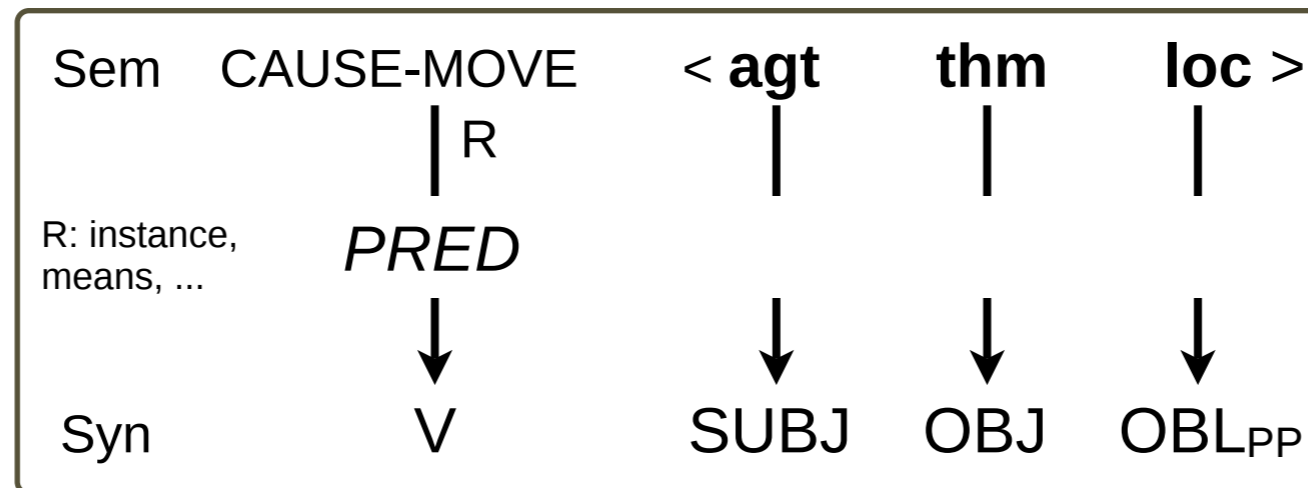 Sem CAUSE-MOVE < agt thm loc >
R
R: instance, PRED
means, ...
Syn V SUBJ OBJ OBLPP